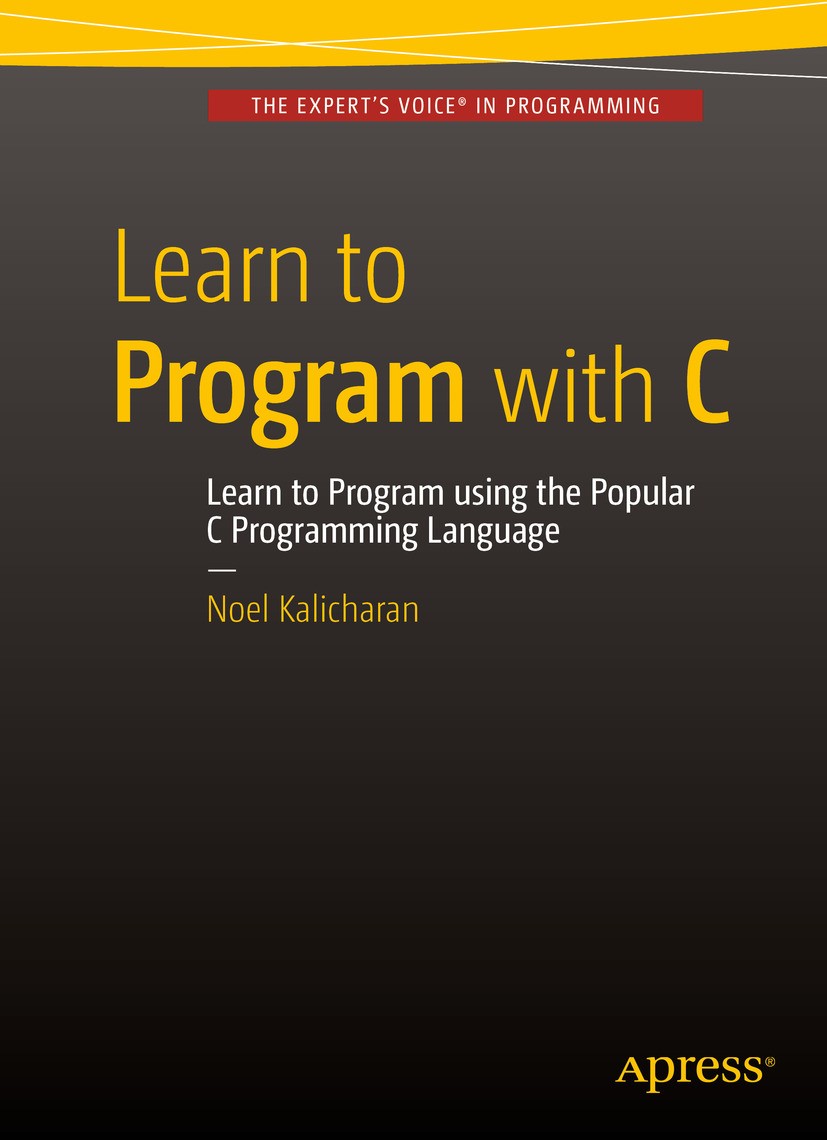 THE EXPERT'S VOICE® IN PROGRAMMING
Learn to
Program with C
Learn to Program using the Popular
C Programming Language
Noel Kalicharan
Apress®